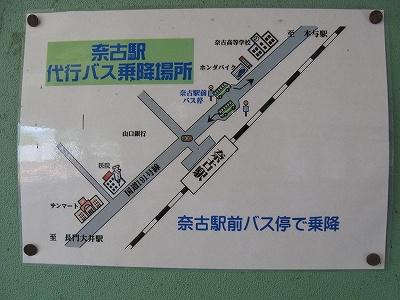 奈古駅
代行バス乗降場所
奈古高等学校
至 木与駅
ホンダバイク
奈古駅前
バス停
山口銀行
医院
国道191号線
奈古駅
サンマート
奈古駅前バス停で乗降
至 長門大井駅